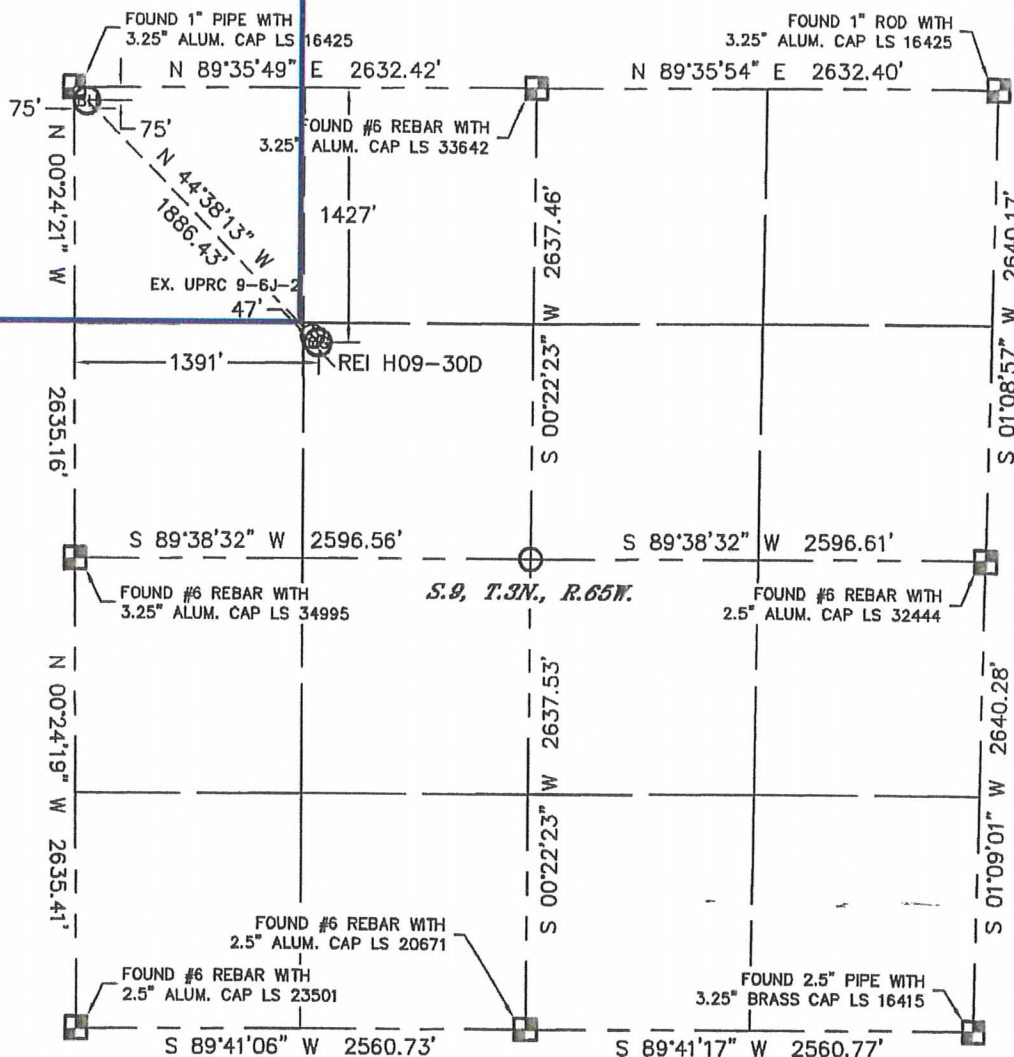 FOUND 1" PIPE WITH
3.25" ALUM. CAP LS 16425
FOUND 1" ROD WITH
3.25" ALUM. CAP LS 16425
N 89°35'49" E 2632.42'
N 89°35'54" E 2632.40'
75'
75'
FOUND #6 REBAR WITH
3.25" ALUM. CAP LS 33642
N 00°24'21" W 2635.16'
N 44°38'13" W
1886.43'
1427'
S 00°22'23" W 2637.46'
S 01°08'57" W 2640.17'
EX. UPRC 9-6J-2
47'
1391'
REI H09-30D
S 89°38'32" W 2596.56'
S 89°38'32" W 2596.61'
S.9, T.3N., R.65W.
FOUND #6 REBAR WITH
3.25" ALUM. CAP LS 34995
FOUND #6 REBAR WITH
2.5" ALUM. CAP LS 32444
N 00°24'19" W 2635.41'
S 00°22'23" W 2637.53'
S 01°09'01" W 2640.28'
FOUND #6 REBAR WITH
2.5" ALUM. CAP LS 20671
FOUND #6 REBAR WITH
2.5" ALUM. CAP LS 23501
FOUND 2.5" PIPE WITH
3.25" BRASS CAP LS 16415
S 89°41'06" W 2560.73'
S 89°41'17" W 2560.77'